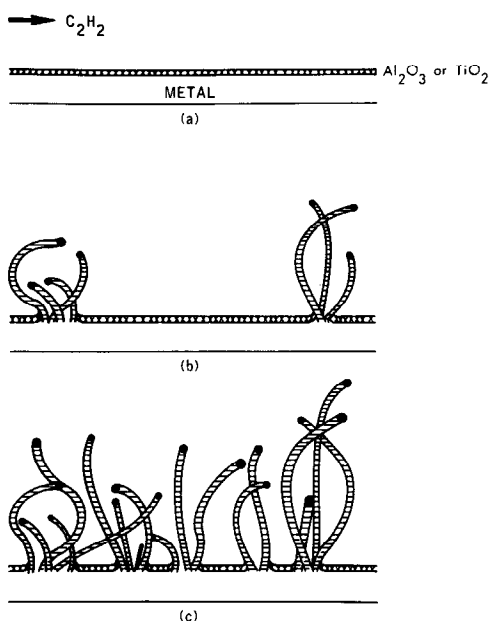 C₂H₂
Al₂O₃ or TiO₂
METAL
(a)
(b)
(c)